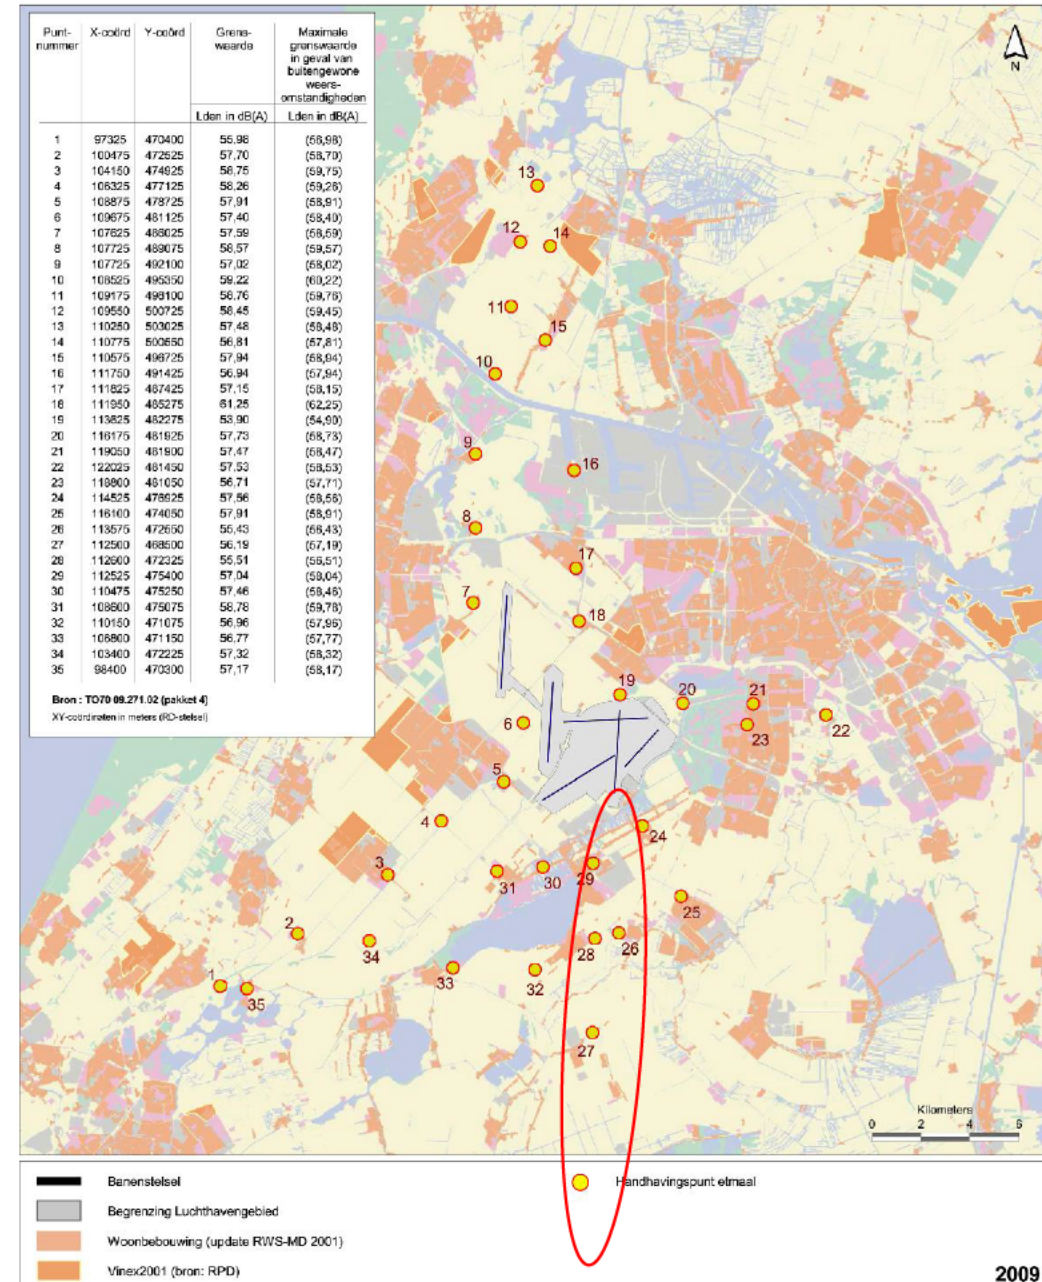 Punt- X-coörd Y-coörd Grens- Maximale
nummer waarde grenswaarde
in geval van
buitengewone
weers-
omstandigheden
Lden in dB(A) Lden in dB(A)
1 97325 470400 55,98 (56,98)
2 100475 472525 57,70 (58,70)
3 104150 474925 58,75 (59,75)
4 106325 477125 58,26 (59,26)
5 108875 478725 57,91 (58,91)
6 109675 481125 57,40 (58,40)
7 107625 486025 57,59 (58,59)
8 107725 489075 58,57 (59,57)
9 107725 492100 57,02 (58,02)
10 108525 495350 59,22 (60,22)
11 109175 498100 58,76 (59,76)
12 109550 500725 58,45 (59,45)
13 110250 503025 57,48 (58,48)
14 110775 500550 56,81 (57,81)
15 110575 496725 57,94 (58,94)
16 111750 491425 56,94 (57,94)
17 111825 487425 57,15 (58,15)
18 111950 485275 61,25 (62,25)
19 113625 482275 53,90 (54,90)
20 116175 481925 57,73 (58,73)
21 119050 481900 57,47 (58,47)
22 122025 481450 57,53 (58,53)
23 118800 481050 56,71 (57,71)
24 114525 476925 57,56 (58,56)
25 116100 474050 57,91 (58,91)
26 113575 472550 55,43 (56,43)
27 112500 468500 56,19 (57,19)
28 112600 472325 55,51 (56,51)
29 112525 475400 57,04 (58,04)
30 110475 475250 57,46 (58,46)
31 108600 475075 58,78 (59,78)
32 110150 471075 56,96 (57,96)
33 106800 471150 56,77 (57,77)
34 103400 472225 57,32 (58,32)
35 98400 470300 57,17 (58,17)
Bron : TO70 09.271.02 (pakket 4)
XY-coördinaten in meters (RD-stelsel)
N
13
12
14
11
15
10
9
16
8
17
7
18
19
20
21
22
6
23
5
4
24
3
31
30
29
25
2
34
28
26
1
35
33
32
27
Kilometers
0 2 4 6
Banenstelsel
Handhavingspunt etmaal
Begrenzing Luchthavengebied
Woonbebouwing (update RWS-MD 2001)
Vinex2001 (bron: RPD)
2009